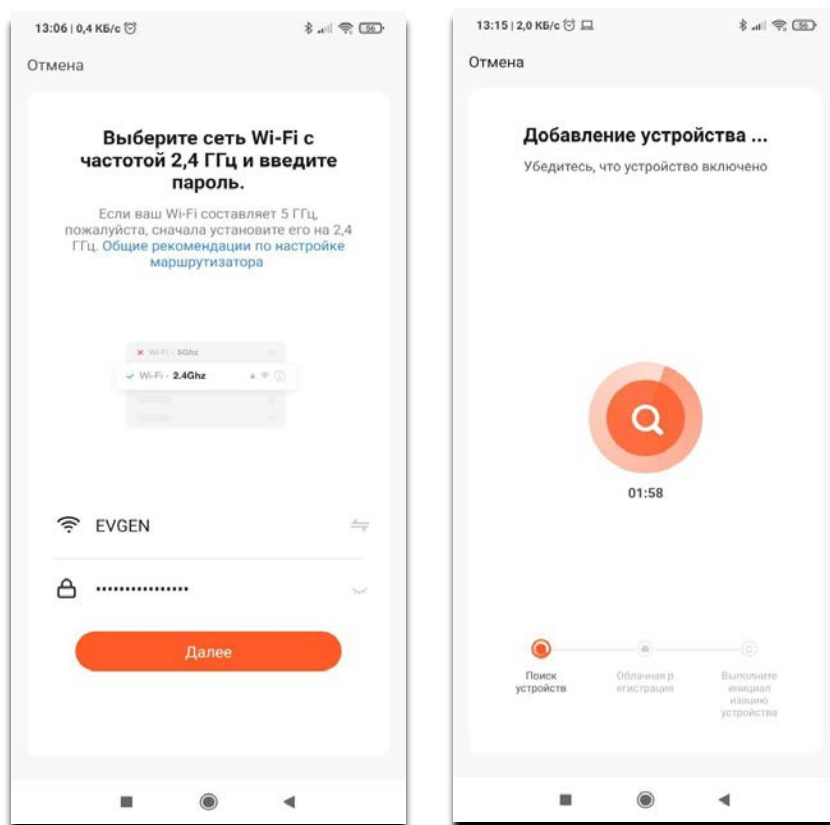 13:06 | 0,4 КБ/с
56
Отмена
Выберите сеть Wi-Fi с
частотой 2,4 ГГц и введите
пароль.
Если ваш Wi-Fi составляет 5 ГГц,
пожалуйста, сначала установите его на 2,4
ГГц. Общие рекомендации по настройке
маршрутизатора
Wi-Fi - 5Ghz
Wi-Fi - 2.4Ghz
EVGEN
••••••••••••••••
Далее
13:15 | 2,0 КБ/с
56
Отмена
Добавление устройства ...
Убедитесь, что устройство включено
01:58
Поиск
устройств
Облачная р
егистрация
Выполните
инициал
изацию
устройства